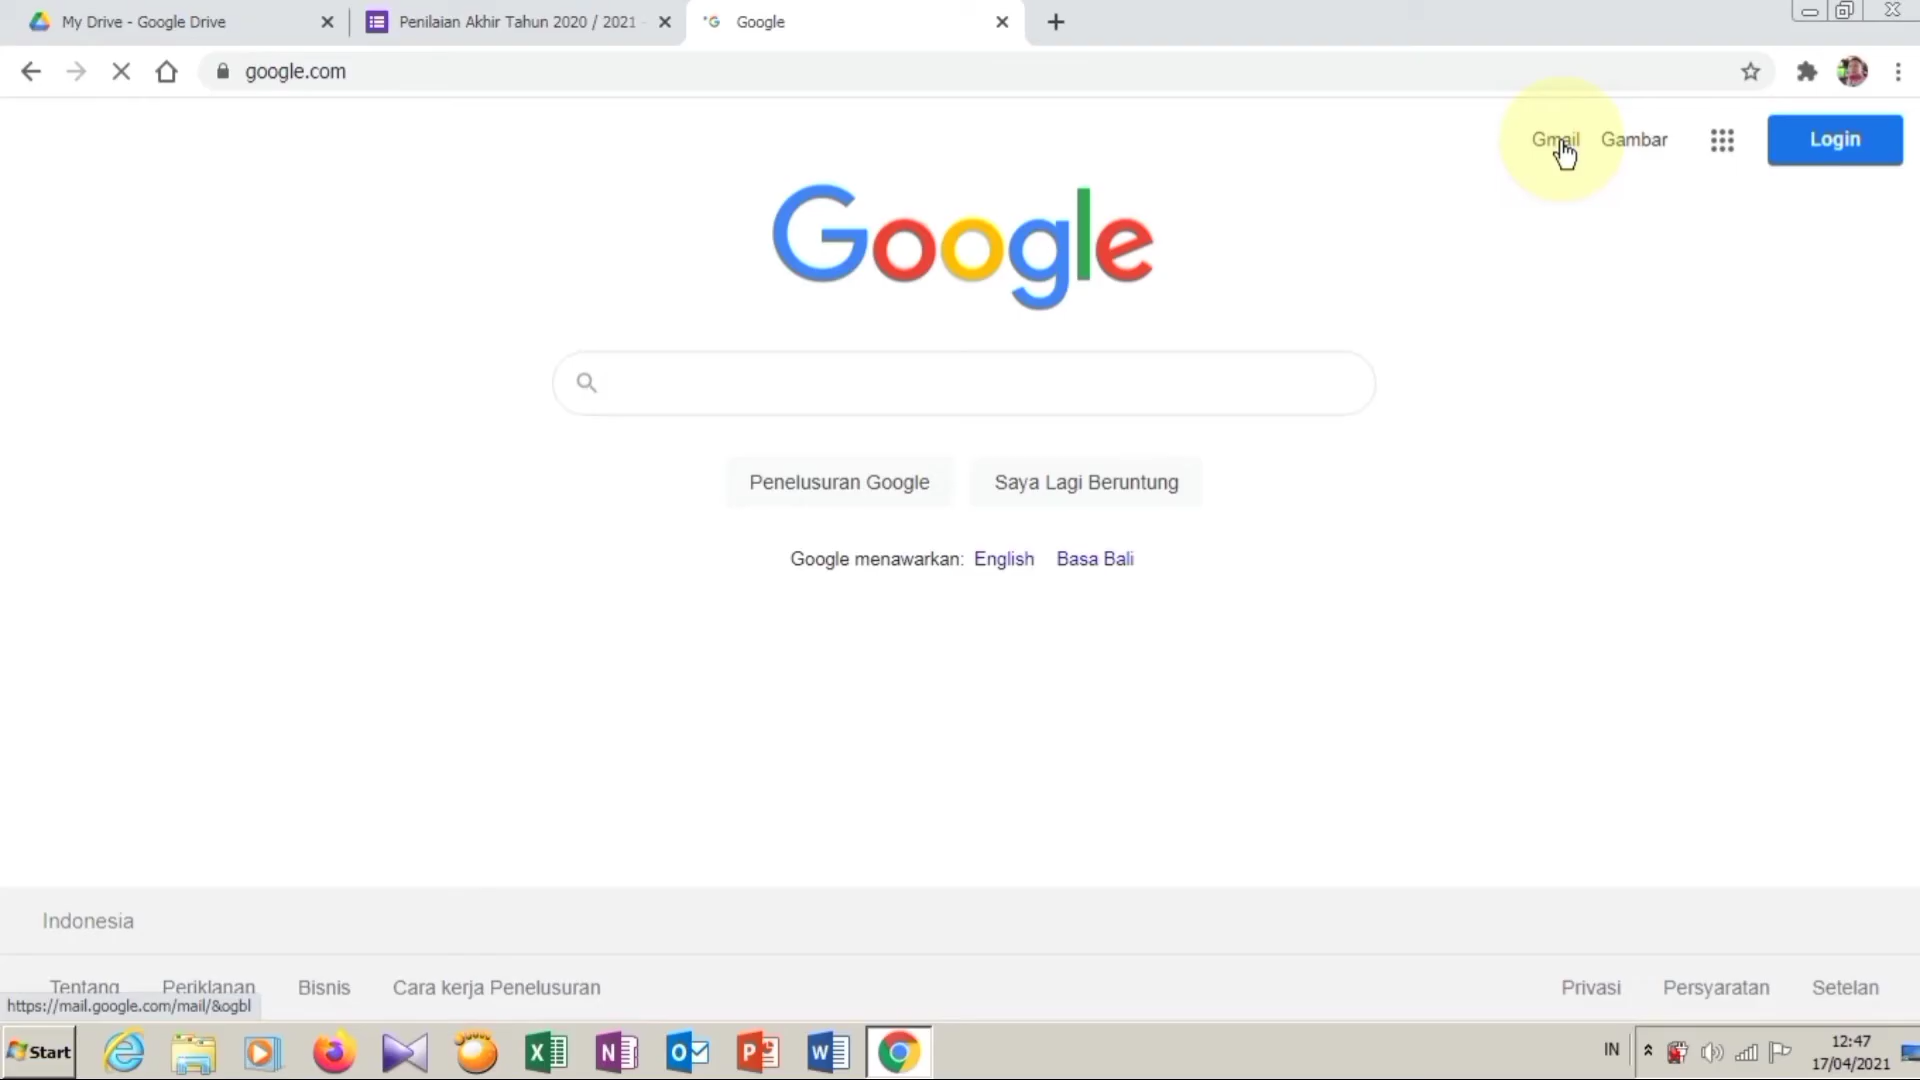 My Drive - Google Drive
Penilaian Akhir Tahun 2020 / 2021 -
Google
google.com
Gmail
Gambar
Login
Google
Penelusuran Google
Saya Lagi Beruntung
Google menawarkan: English Basa Bali
Indonesia
Tentang
Periklanan
Bisnis
Cara kerja Penelusuran
Privasi
Persyaratan
Setelan
https://mail.google.com/mail/&ogbl
Start
IN
12:47
17/04/2021